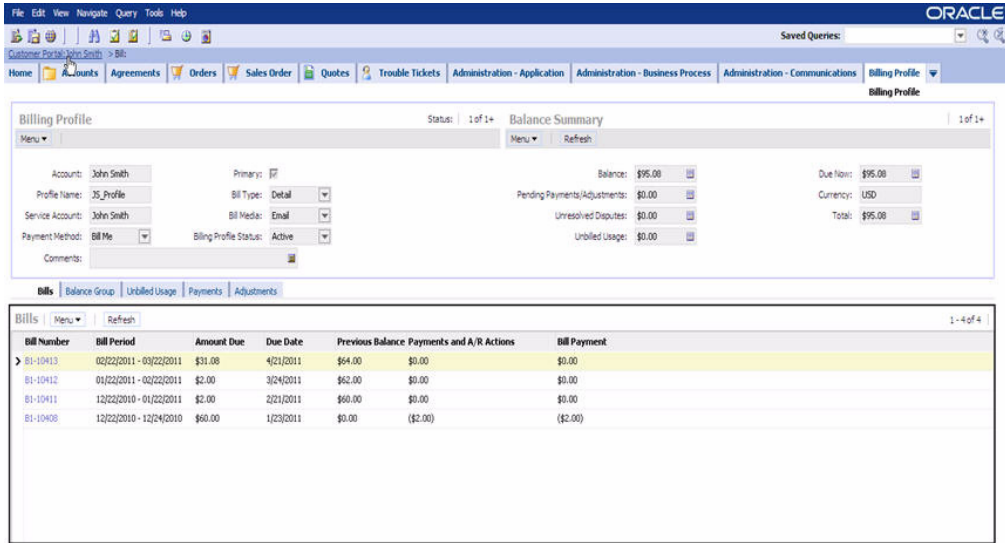 File Edit View Navigate Query Tools Help ORACLE
Saved Queries:
Customer Portal:John Smith > Bill:
Home Accounts Agreements Orders Sales Order Quotes Trouble Tickets Administration - Application Administration - Business Process Administration - Communications Billing Profile
Billing Profile
Billing Profile Status: 1 of 1+ Balance Summary 1 of 1+
Menu Menu Refresh
Account: John Smith Primary: Balance: $95.08 Due Now: $95.08
Profile Name: JS_Profile Bill Type: Detail Pending Payments/Adjustments: $0.00 Currency: USD
Service Account: John Smith Bill Media: Email Unresolved Disputes: $0.00 Total: $95.08
Payment Method: Bill Me Billing Profile Status: Active Unbilled Usage: $0.00
Comments:
Bills Balance Group Unbilled Usage Payments Adjustments
Bills Menu Refresh 1 - 4 of 4
Bill Number Bill Period Amount Due Due Date Previous Balance Payments and A/R Actions Bill Payment
B1-10413 02/22/2011 - 03/22/2011 $31.08 4/21/2011 $64.00 $0.00 $0.00
B1-10412 01/22/2011 - 02/22/2011 $2.00 3/24/2011 $62.00 $0.00 $0.00
B1-10411 12/22/2010 - 01/22/2011 $2.00 2/21/2011 $60.00 $0.00 $0.00
B1-10408 12/22/2010 - 12/24/2010 $60.00 1/23/2011 $0.00 ($2.00) ($2.00)